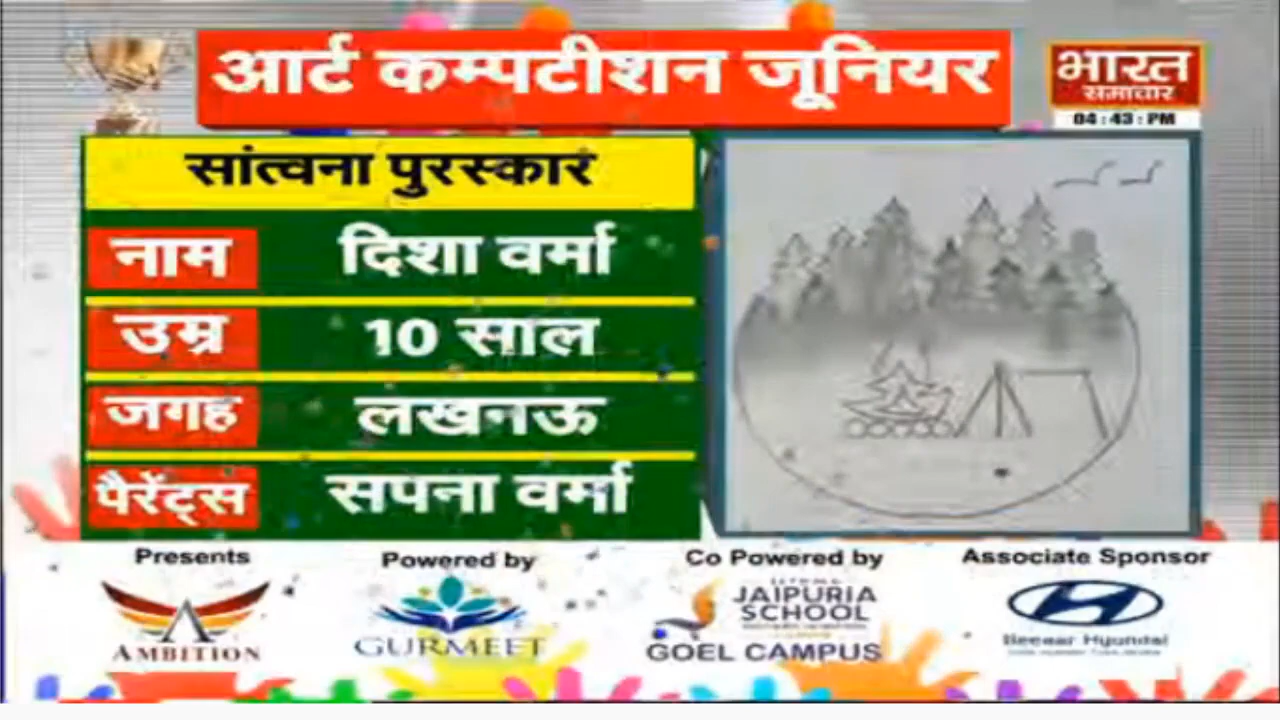 आर्ट कम्पटीशन जूनियर
भारत
समाचार
04:43:PM
सांत्वना पुरस्कार
नाम दिशा वर्मा
उम्र 10 साल
जगह लखनऊ
पैरेंट्स सपना वर्मा
Presents
AMBITION
Powered by
GURMEET
Co Powered by
JAIPURIA
SCHOOL
GOEL CAMPUS
Associate Sponsor
Hyundai